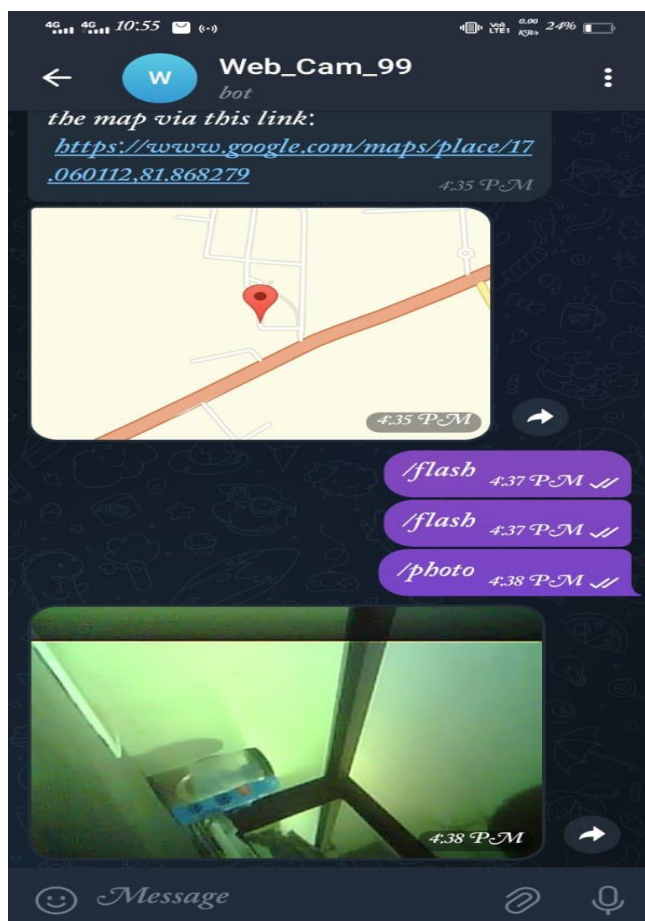 4G 4G 10:55 Vo) LTE1 0.00 KB/s 24%
W Web_Cam_99
bot
the map via this link:
https://www.google.com/maps/place/17
.060112,81.868279
4:35 PM
4:35 PM
/flash 4:37 PM
/flash 4:37 PM
/photo 4:38 PM
4:38 PM
Message